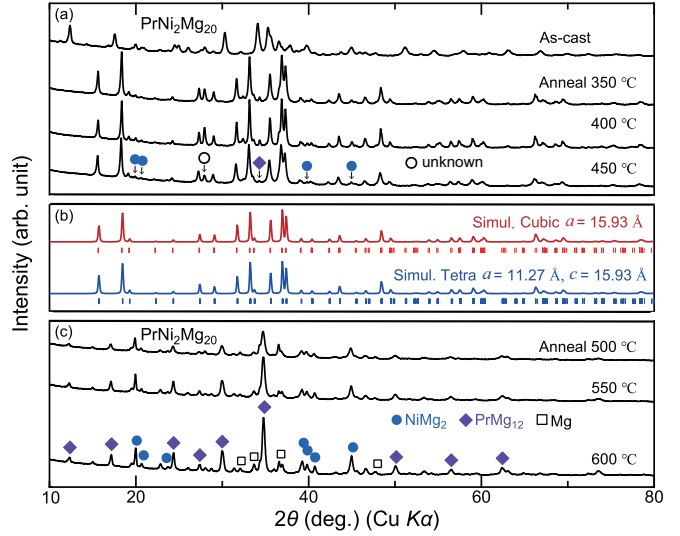 (a)
PrNi₂Mg₂₀
As-cast
Anneal 350 ℃
400 ℃
450 ℃
unknown
Intensity (arb. unit)
(b)
Simul. Cubic a = 15.93 Å
Simul. Tetra a = 11.27 Å, c = 15.93 Å
(c)
PrNi₂Mg₂₀
Anneal 500 ℃
550 ℃
NiMg₂ PrMg₁₂ Mg
600 ℃
10 20 30 40 50 60 70 80
2θ (deg.) (Cu Kα)